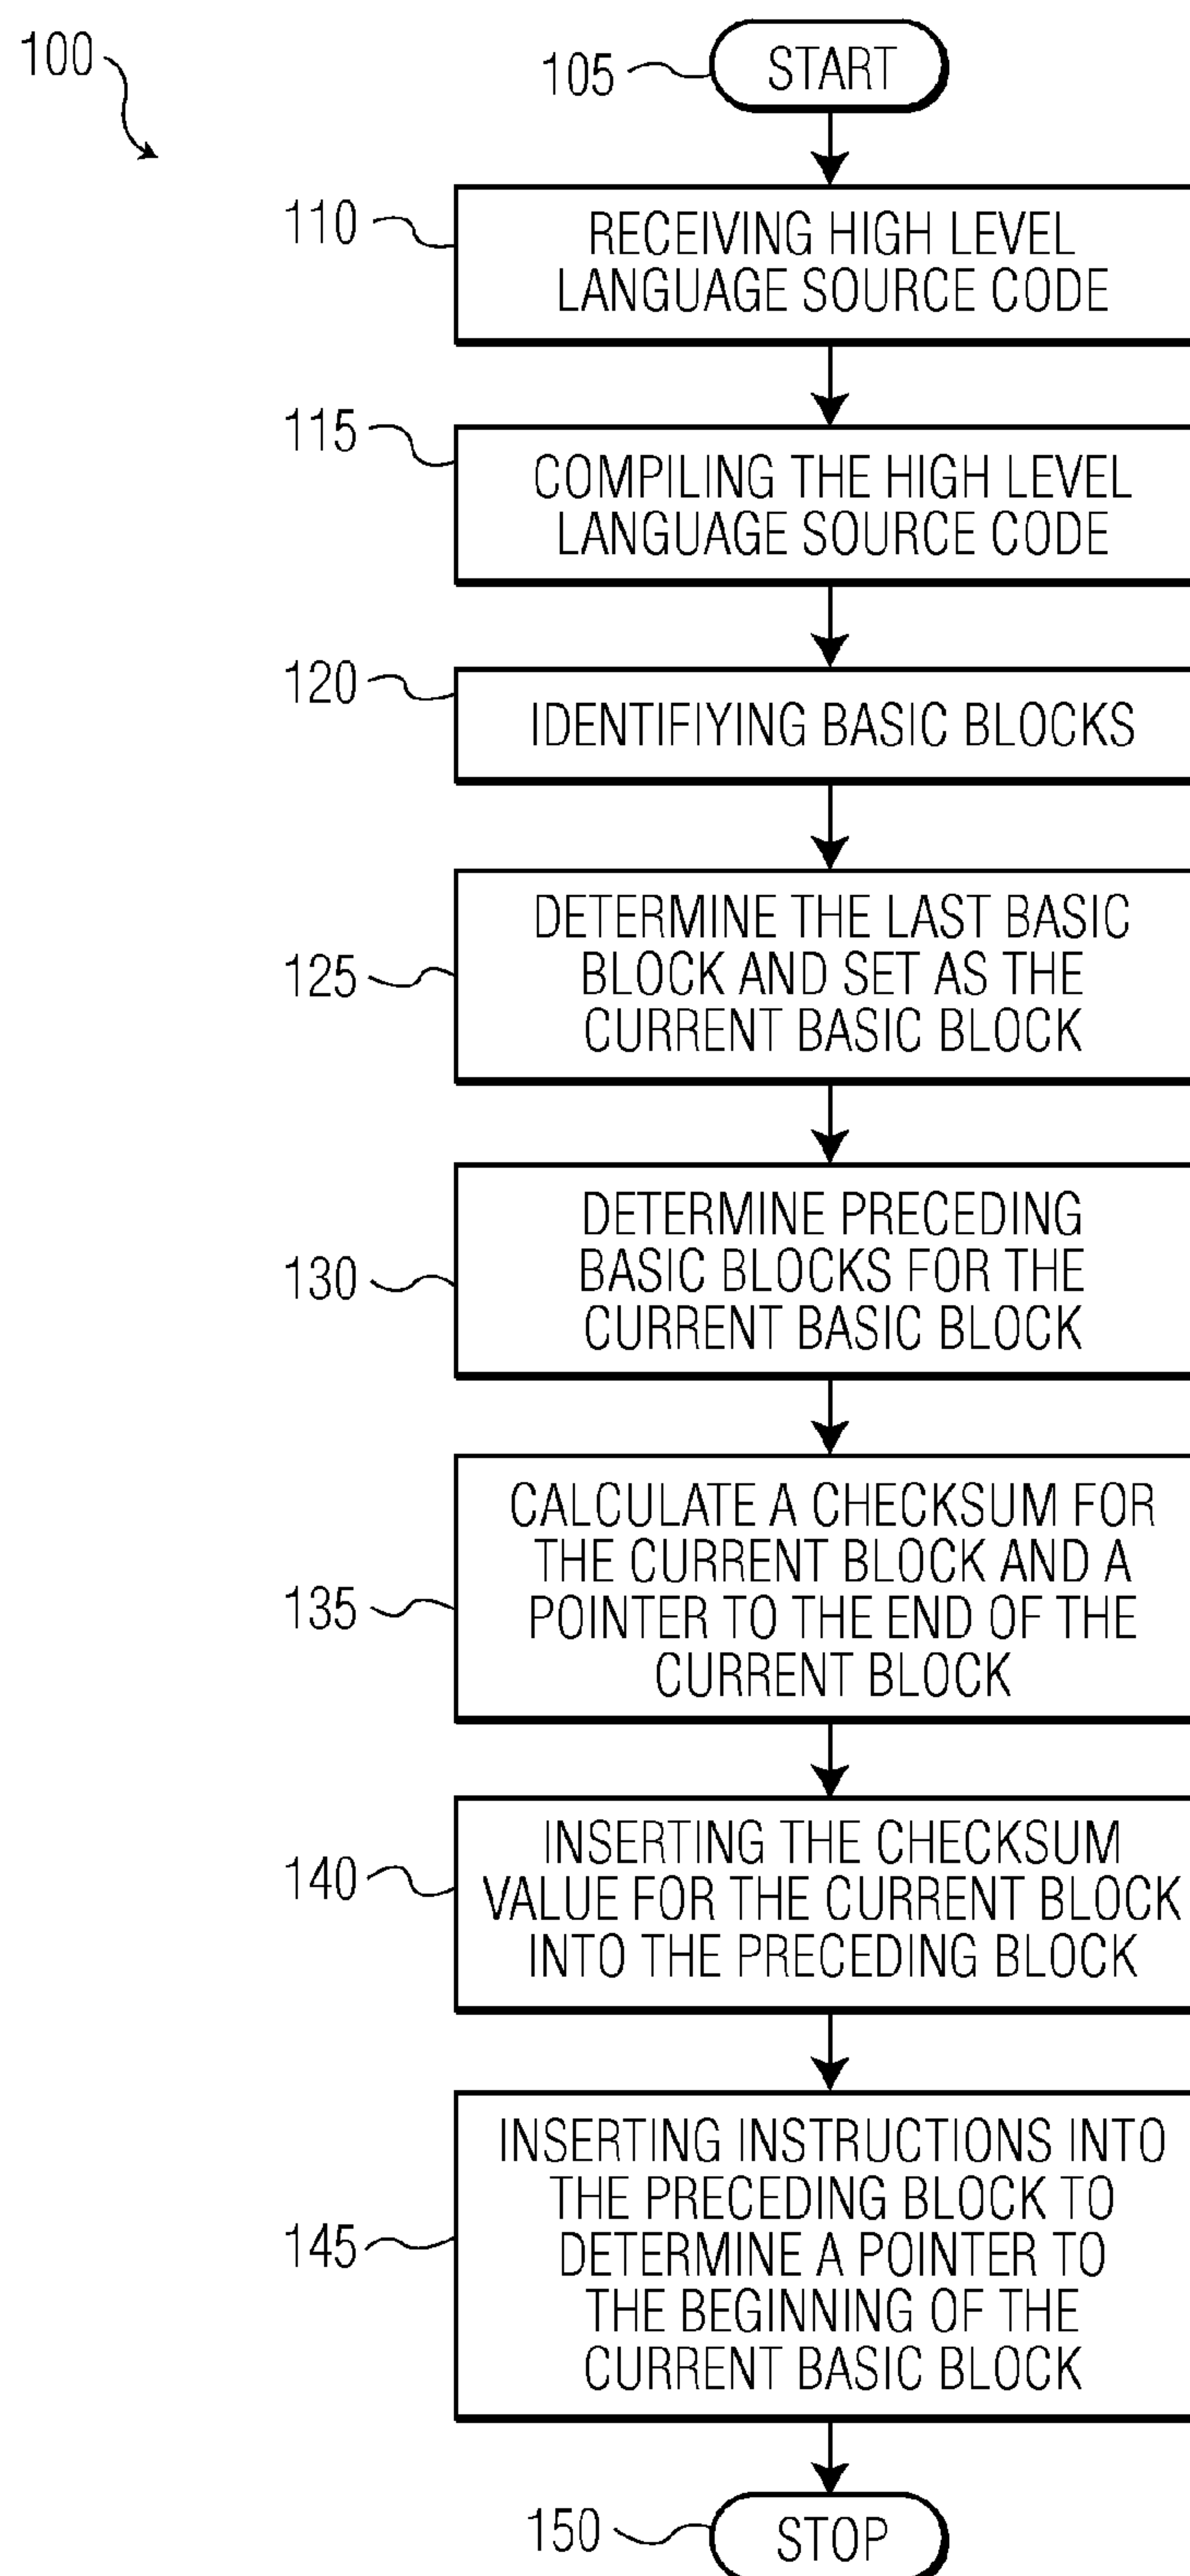 100
105
START
110
RECEIVING HIGH LEVEL
LANGUAGE SOURCE CODE
115
COMPILING THE HIGH LEVEL
LANGUAGE SOURCE CODE
120
IDENTIFIYING BASIC BLOCKS
125
DETERMINE THE LAST BASIC
BLOCK AND SET AS THE
CURRENT BASIC BLOCK
130
DETERMINE PRECEDING
BASIC BLOCKS FOR THE
CURRENT BASIC BLOCK
135
CALCULATE A CHECKSUM FOR
THE CURRENT BLOCK AND A
POINTER TO THE END OF THE
CURRENT BLOCK
140
INSERTING THE CHECKSUM
VALUE FOR THE CURRENT BLOCK
INTO THE PRECEDING BLOCK
145
INSERTING INSTRUCTIONS INTO
THE PRECEDING BLOCK TO
DETERMINE A POINTER TO
THE BEGINNING OF THE
CURRENT BASIC BLOCK
150
STOP